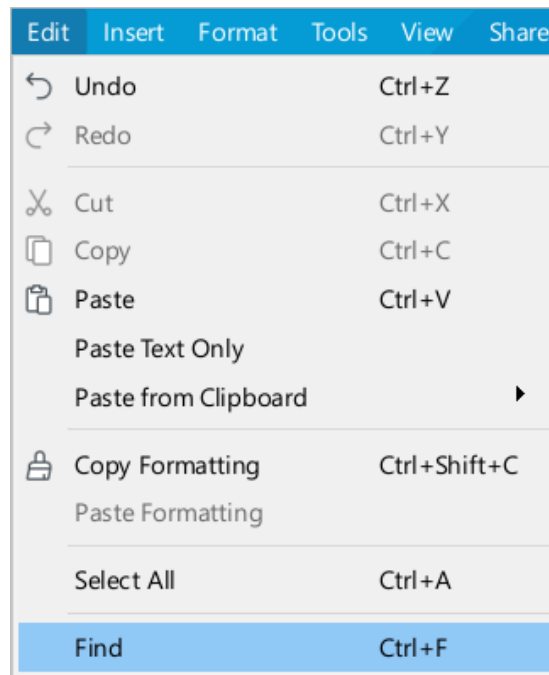 Edit Insert Format Tools View Share
Undo Ctrl+Z
Redo Ctrl+Y
Cut Ctrl+X
Copy Ctrl+C
Paste Ctrl+V
Paste Text Only
Paste from Clipboard
Copy Formatting Ctrl+Shift+C
Paste Formatting
Select All Ctrl+A
Find Ctrl+F